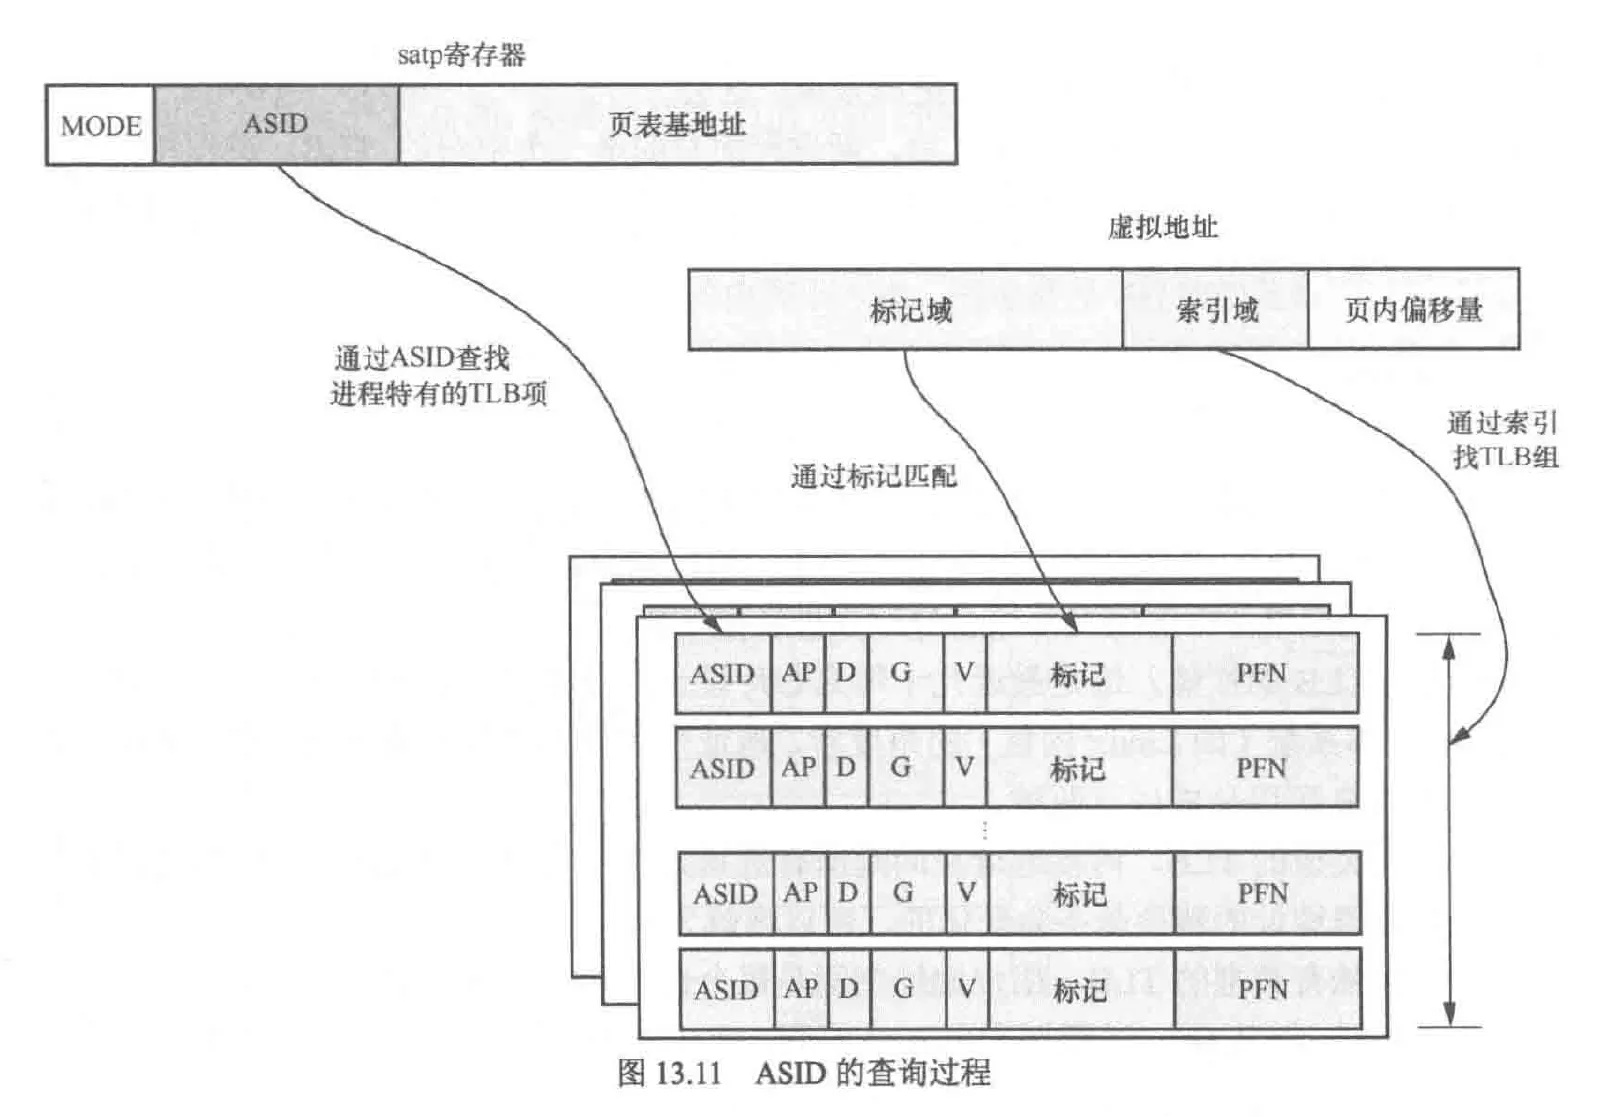 satp寄存器
MODE ASID 页表基地址
虚拟地址
标记域 索引域 页内偏移量
通过ASID查找
进程特有的TLB项
通过索引
找TLB组
通过标记匹配
ASID AP D G V 标记 PFN
ASID AP D G V 标记 PFN
⋮
ASID AP D G V 标记 PFN
ASID AP D G V 标记 PFN
图 13.11 ASID 的查询过程